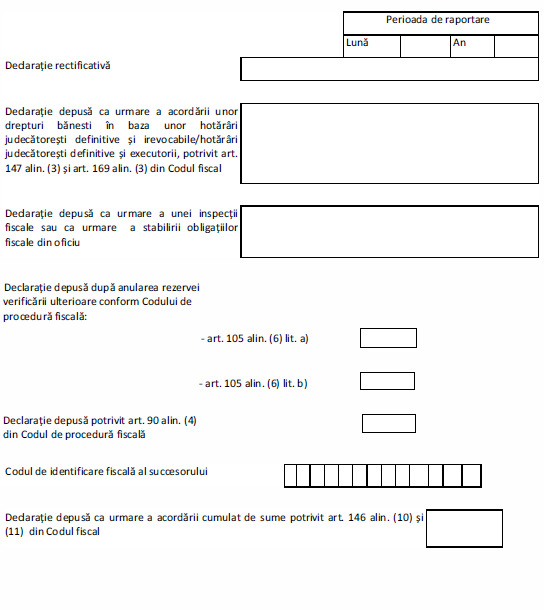 Perioada de raportare
Lună An
Declarație rectificativă
Declarație depusă ca urmare a acordării unor
drepturi bănesti în baza unor hotărâri
judecătorești definitive și irevocabile/hotărâri
judecătorești definitive și executorii, potrivit art.
147 alin. (3) și art. 169 alin. (3) din Codul fiscal
Declarație depusă ca urmare a unei inspecții
fiscale sau ca urmare a stabilirii obligațiilor
fiscale din oficiu
Declarație depusă după anularea rezervei
verificării ulterioare conform Codului de
procedură fiscală:
- art. 105 alin. (6) lit. a)
- art. 105 alin. (6) lit. b)
Declarație depusă potrivit art. 90 alin. (4)
din Codul de procedură fiscală
Codul de identificare fiscală al succesorului
Declarație depusă ca urmare a acordării cumulat de sume potrivit art. 146 alin. (10) și
(11) din Codul fiscal